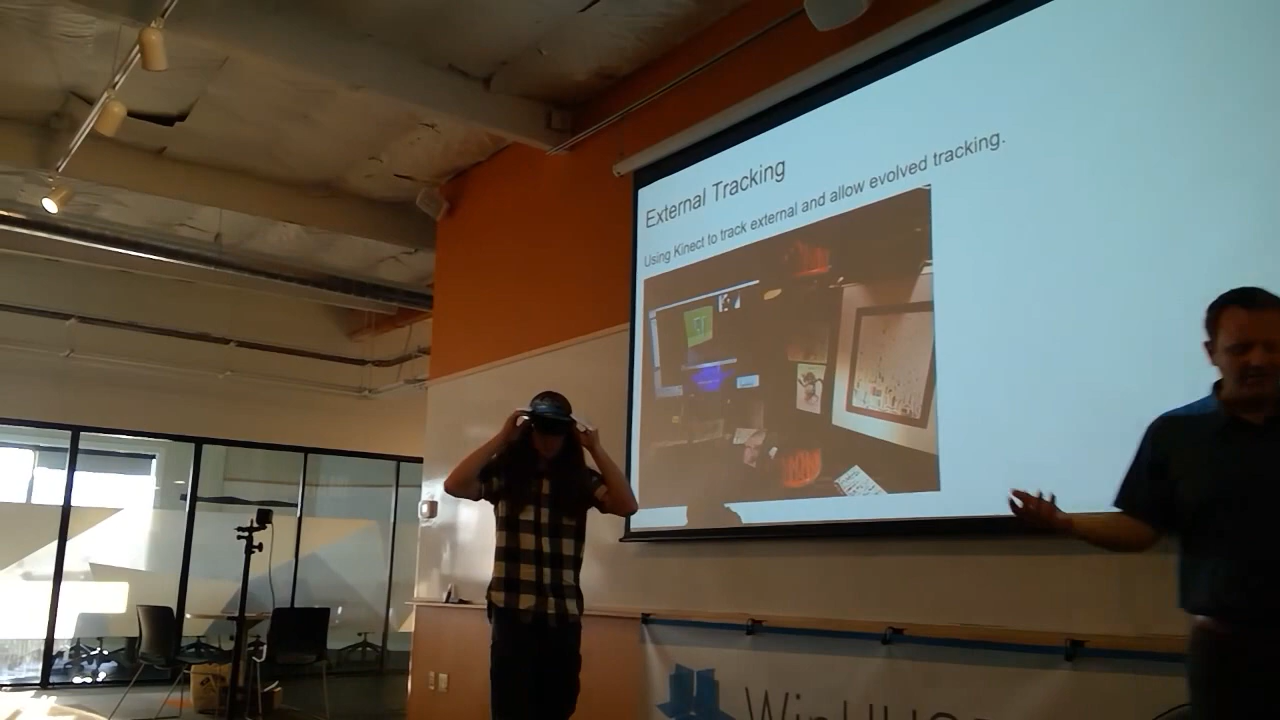 External Tracking
Using Kinect to track external and allow evolved tracking.